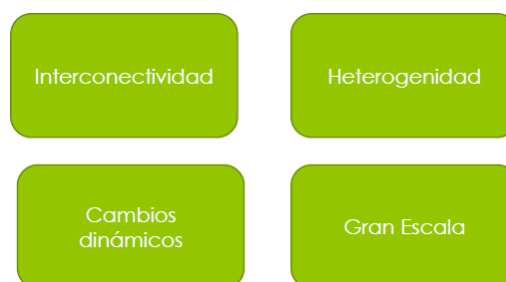 Interconectividad
Heterogenidad
Cambios
dinámicos
Gran Escala